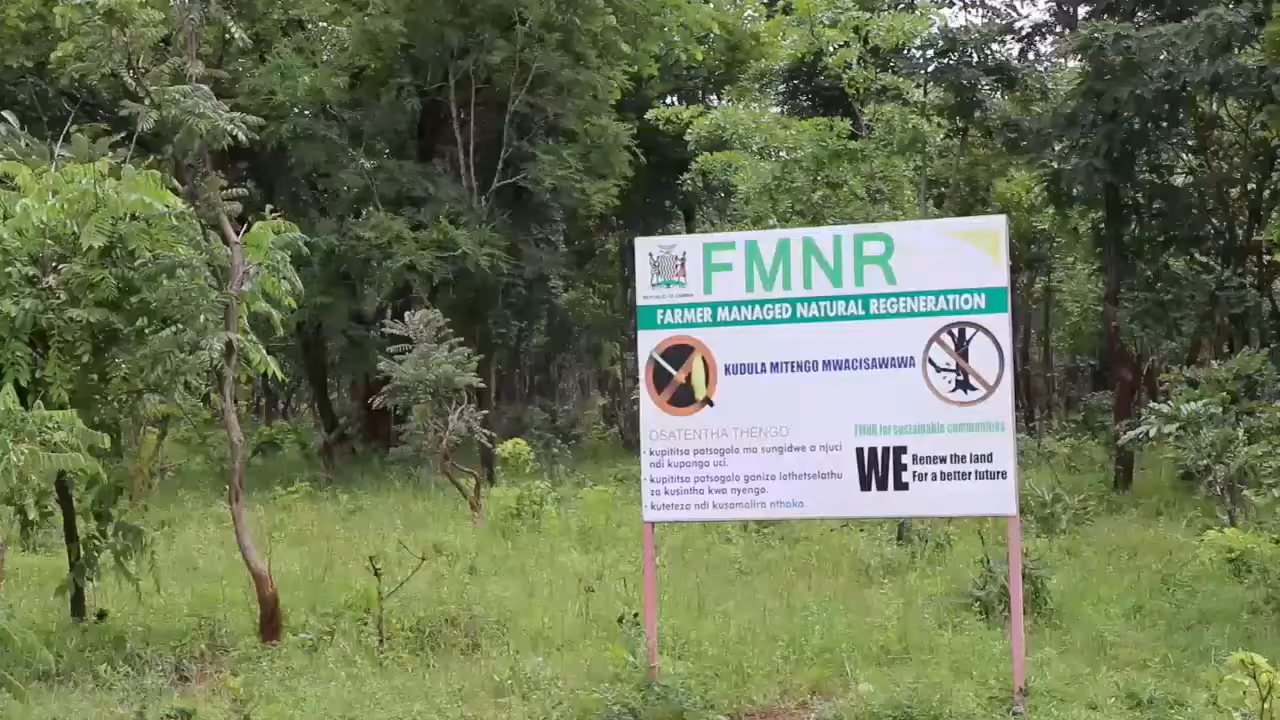 FMNR
REPUBLIC OF ZAMBIA
FARMER MANAGED NATURAL REGENERATION
KUDULA MITENGO MWACISAWAWA
OSATENTHA THENGO
• kupititsa patsogolo ma sungidwe a njuci
ndi kupanga uci.
• kupititsa patsogolo ganizo lothetselathu
za kusintha kwa nyengo.
• kuteteza ndi kusamalira nthaka.
FMNR for sustainable communities
WE Renew the land
For a better future